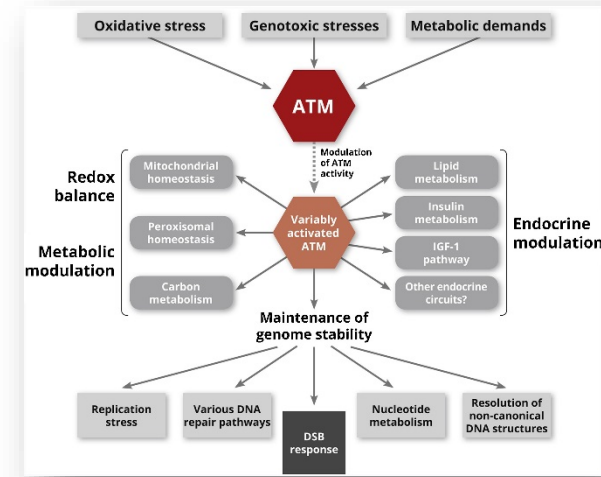 Oxidative stress
Genotoxic stresses
Metabolic demands
ATM
Modulation
of ATM
activity
Redox
balance
Metabolic
modulation
Mitochondrial
homeostasis
Peroxisomal
homeostasis
Carbon
metabolism
Variably
activated
ATM
Lipid
metabolism
Insulin
metabolism
IGF-1
pathway
Other endocrine
circuits?
Endocrine
modulation
Maintenance of
genome stability
Replication
stress
Various DNA
repair pathways
DSB
response
Nucleotide
metabolism
Resolution of
non-canonical
DNA structures